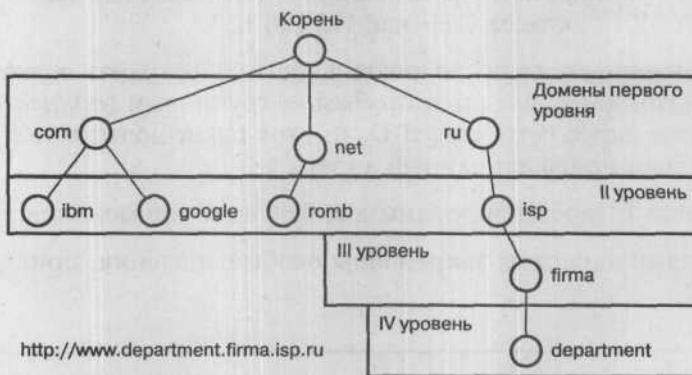 Корень
Домены первого
уровня
com
net
ru
II уровень
ibm
google
romb
isp
III уровень
firma
IV уровень
department
http://www.department.firma.isp.ru